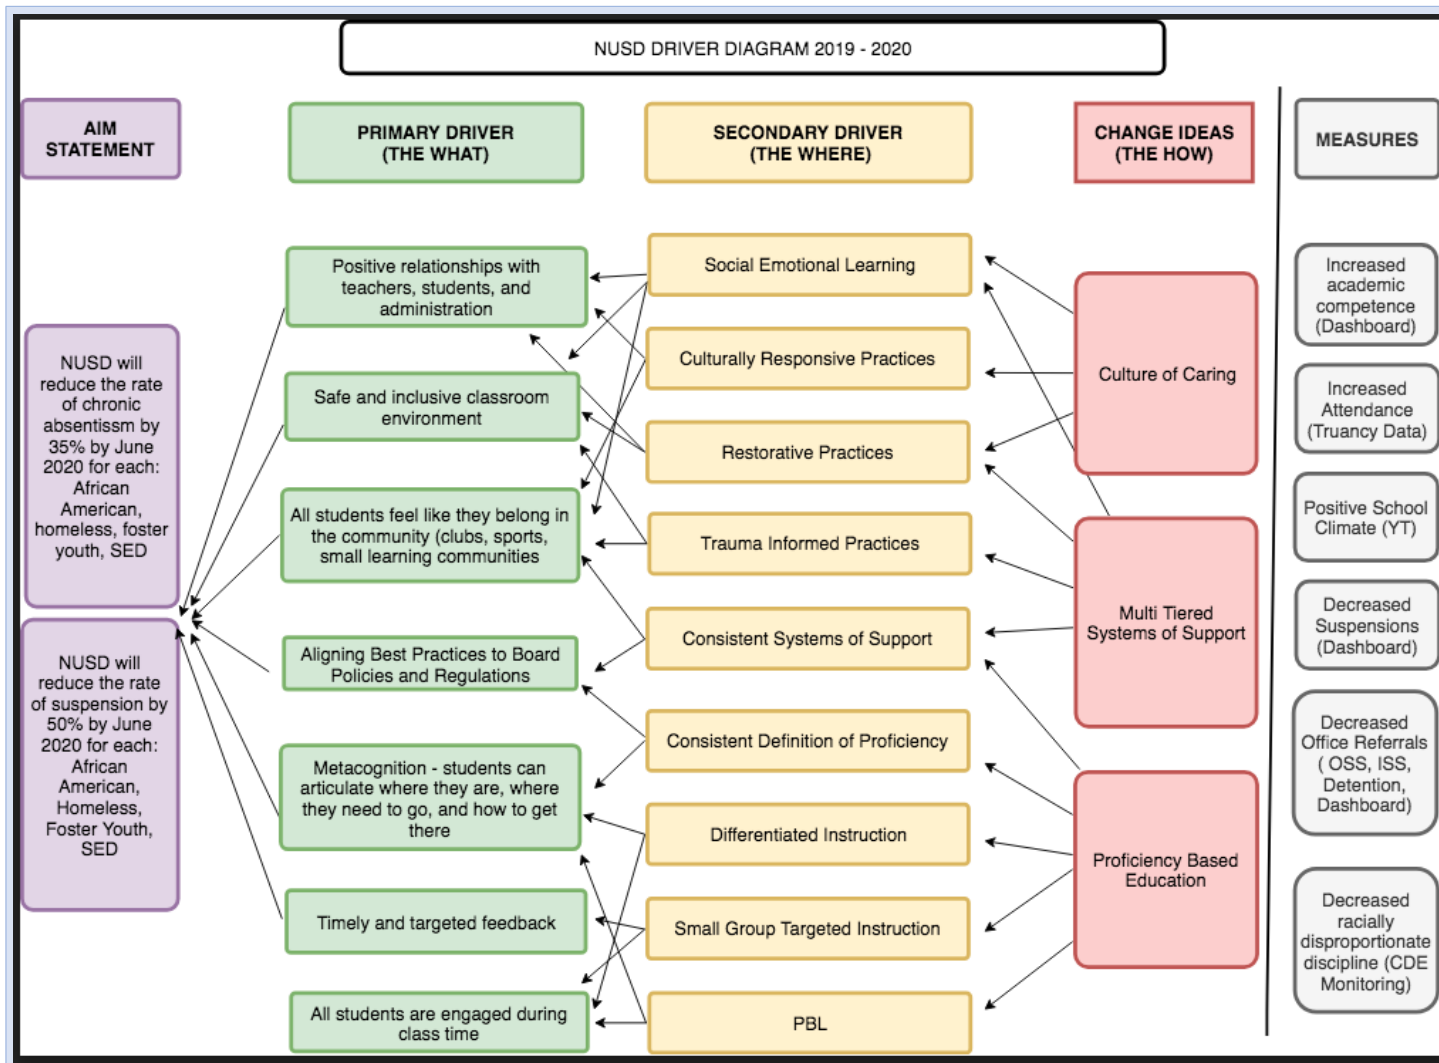 NUSD DRIVER DIAGRAM 2019 - 2020
AIM
STATEMENT
PRIMARY DRIVER
(THE WHAT)
SECONDARY DRIVER
(THE WHERE)
CHANGE IDEAS
(THE HOW)
MEASURES
NUSD will
reduce the rate
of chronic
absentissm by
35% by June
2020 for each:
African
American,
homeless, foster
youth, SED
NUSD will
reduce the rate
of suspension by
50% by June
2020 for each:
African
American,
Homeless,
Foster Youth,
SED
Positive relationships with
teachers, students, and
administration
Safe and inclusive classroom
environment
All students feel like they belong in
the community (clubs, sports,
small learning communities
Aligning Best Practices to Board
Policies and Regulations
Metacognition - students can
articulate where they are, where
they need to go, and how to get
there
Timely and targeted feedback
All students are engaged during
class time
Social Emotional Learning
Culturally Responsive Practices
Restorative Practices
Trauma Informed Practices
Consistent Systems of Support
Consistent Definition of Proficiency
Differentiated Instruction
Small Group Targeted Instruction
PBL
Culture of Caring
Multi Tiered
Systems of Support
Proficiency Based
Education
Increased
academic
competence
(Dashboard)
Increased
Attendance
(Truancy Data)
Positive School
Climate (YT)
Decreased
Suspensions
(Dashboard)
Decreased
Office Referrals
( OSS, ISS,
Detention,
Dashboard)
Decreased
racially
disproportionate
discipline (CDE
Monitoring)